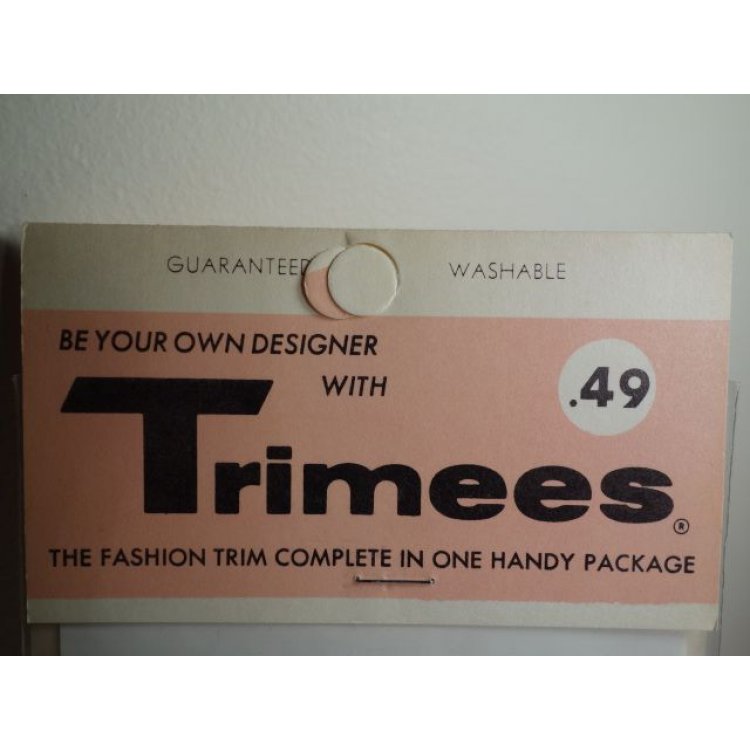 GUARANTEED WASHABLE
BE YOUR OWN DESIGNER
WITH
.49
Trimees®
THE FASHION TRIM COMPLETE IN ONE HANDY PACKAGE